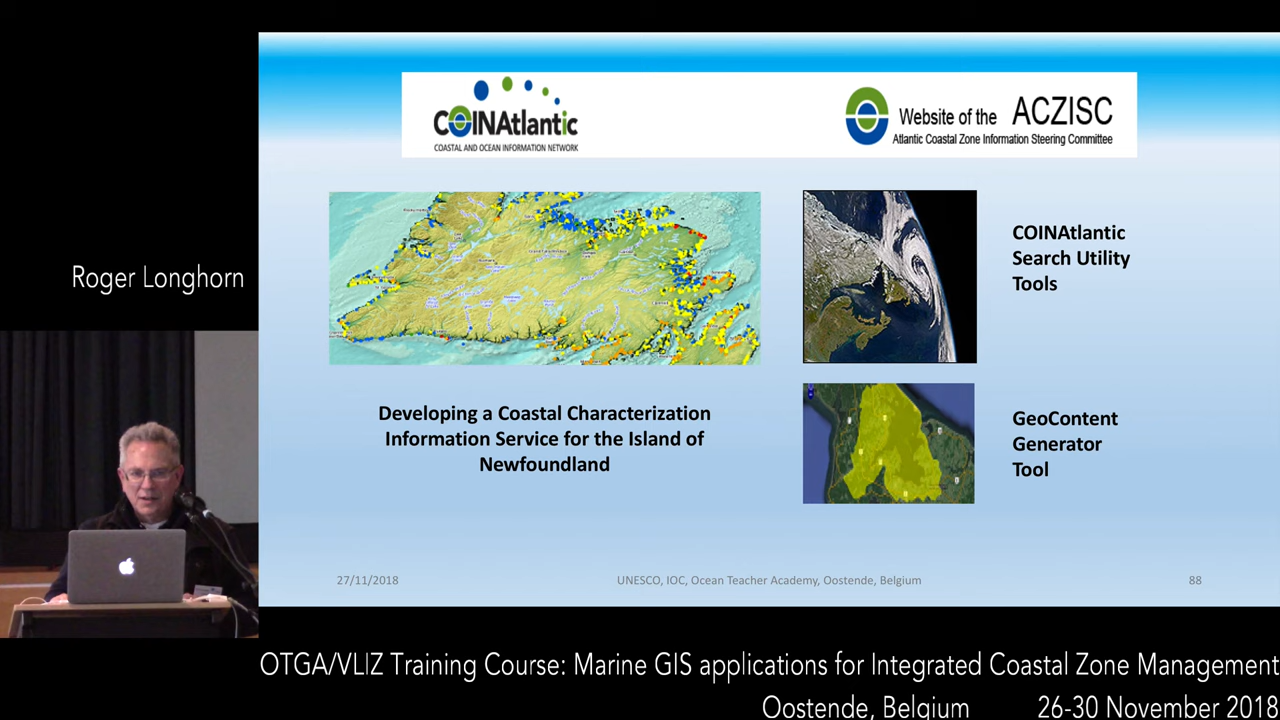 COINAtlantic
COASTAL AND OCEAN INFORMATION NETWORK
Website of the ACZISC
Atlantic Coastal Zone Information Steering Committee
Roger Longhorn
COINAtlantic
Search Utility
Tools
Developing a Coastal Characterization
Information Service for the Island of
Newfoundland
GeoContent
Generator
Tool
27/11/2018
UNESCO, IOC, Ocean Teacher Academy, Oostende, Belgium
88
OTGA/VLIZ Training Course: Marine GIS applications for Integrated Coastal Zone Management
Oostende, Belgium
26-30 November 2018